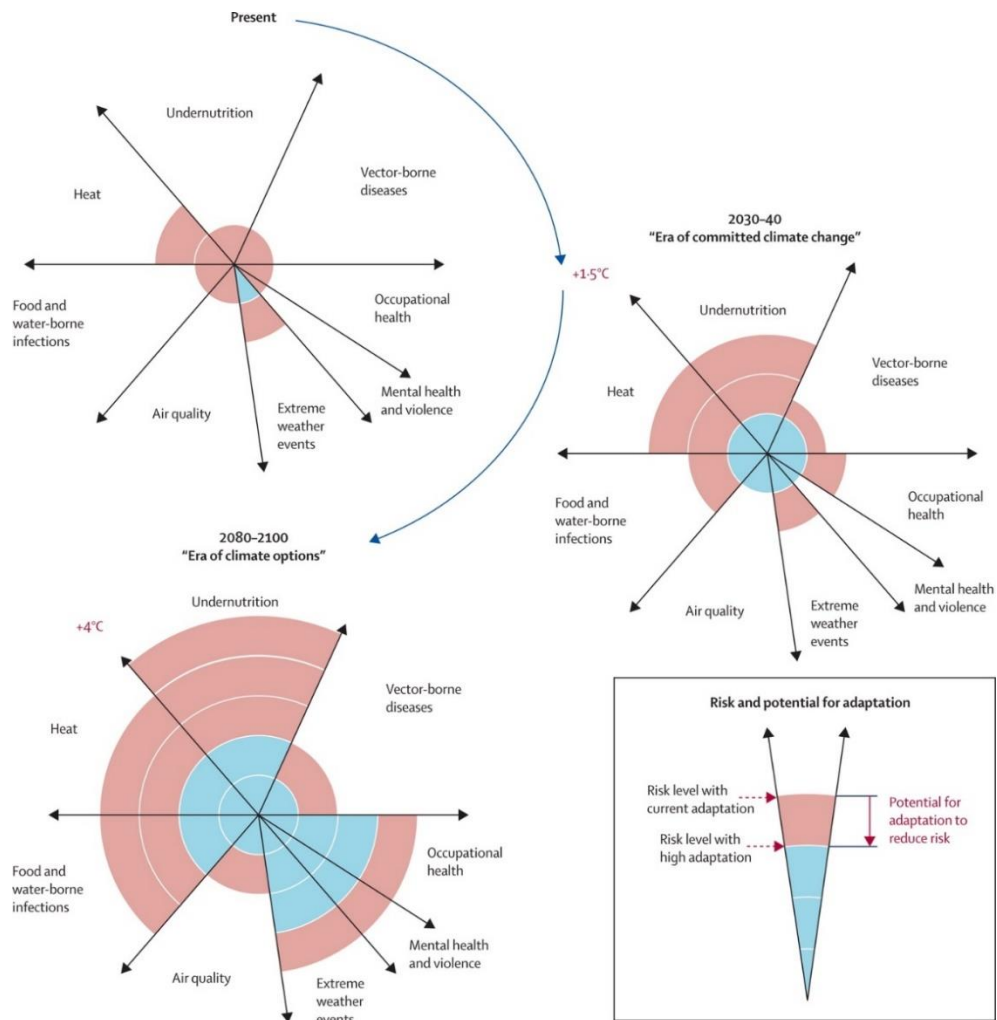 Present
Undernutrition
Vector-borne
diseases
Heat
Occupational
health
Food and
water-borne
infections
Mental health
and violence
Air quality
Extreme
weather
events
+1·5°C
2030–40
“Era of committed climate change”
Undernutrition
Vector-borne
diseases
Heat
Food and
water-borne
infections
Occupational
health
Mental health
and violence
Air quality
Extreme
weather
events
2080–2100
“Era of climate options”
Undernutrition
+4°C
Vector-borne
diseases
Heat
Occupational
health
Food and
water-borne
infections
Mental health
and violence
Air quality
Extreme
weather
events
Risk and potential for adaptation
Risk level with
current adaptation
Risk level with
high adaptation
Potential for
adaptation to
reduce risk